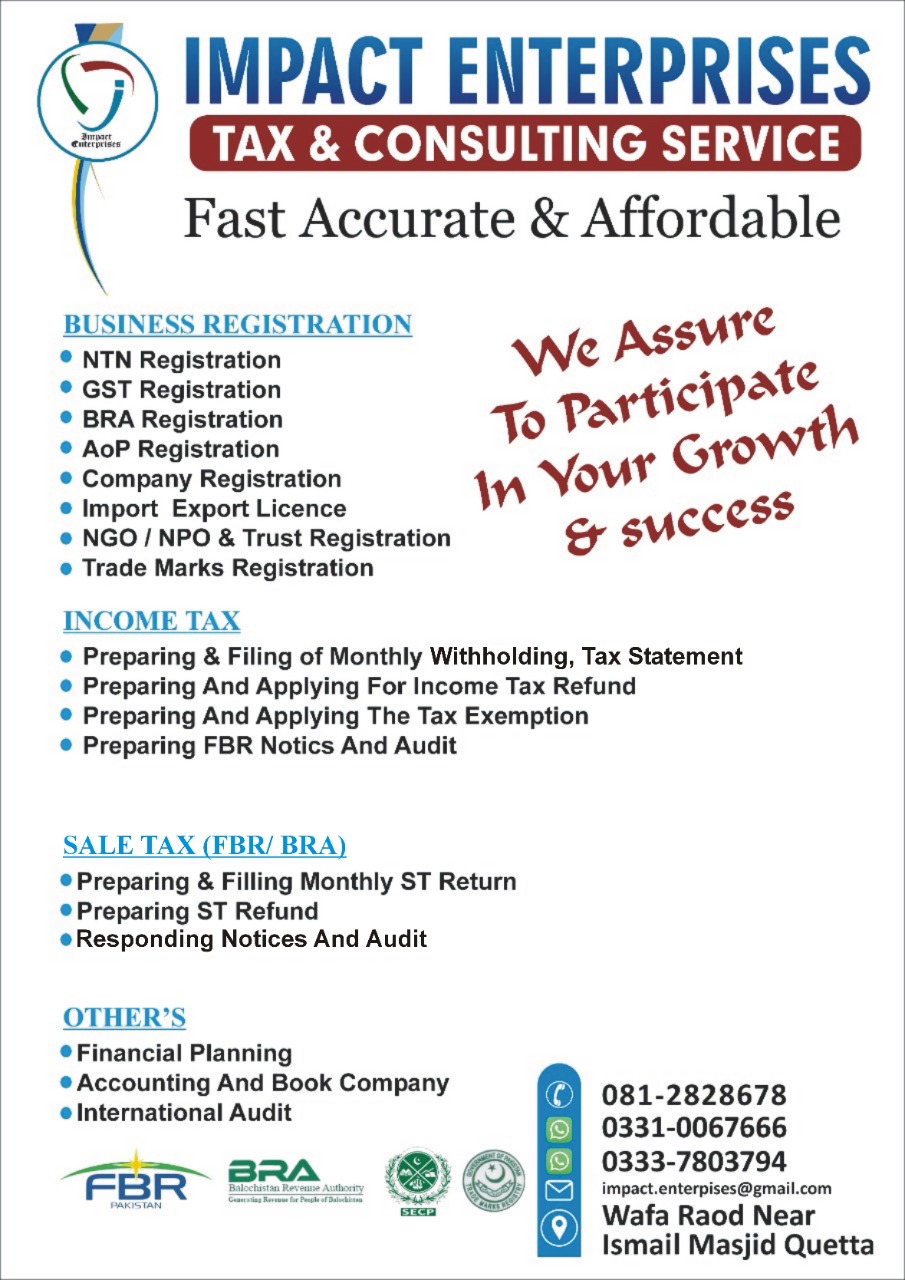 Impact
Enterprises
IMPACT ENTERPRISES
TAX & CONSULTING SERVICE
Fast Accurate & Affordable
BUSINESS REGISTRATION
NTN Registration
GST Registration
BRA Registration
AoP Registration
Company Registration
Import Export Licence
NGO / NPO & Trust Registration
Trade Marks Registration
We Assure
To Participate
In Your Growth
& success
INCOME TAX
Preparing & Filing of Monthly Withholding, Tax Statement
Preparing And Applying For Income Tax Refund
Preparing And Applying The Tax Exemption
Preparing FBR Notics And Audit
SALE TAX (FBR/ BRA)
Preparing & Filling Monthly ST Return
Preparing ST Refund
Responding Notices And Audit
OTHER'S
Financial Planning
Accounting And Book Company
International Audit
FBR
PAKISTAN
BRA
Balochistan Revenue Authority
Generating Revenue for People of Balochistan
SECP
GOVERNMENT OF PAKISTAN
TRADE MARKS REGISTRY
081-2828678
0331-0067666
0333-7803794
impact.enterpises@gmail.com
Wafa Raod Near
Ismail Masjid Quetta